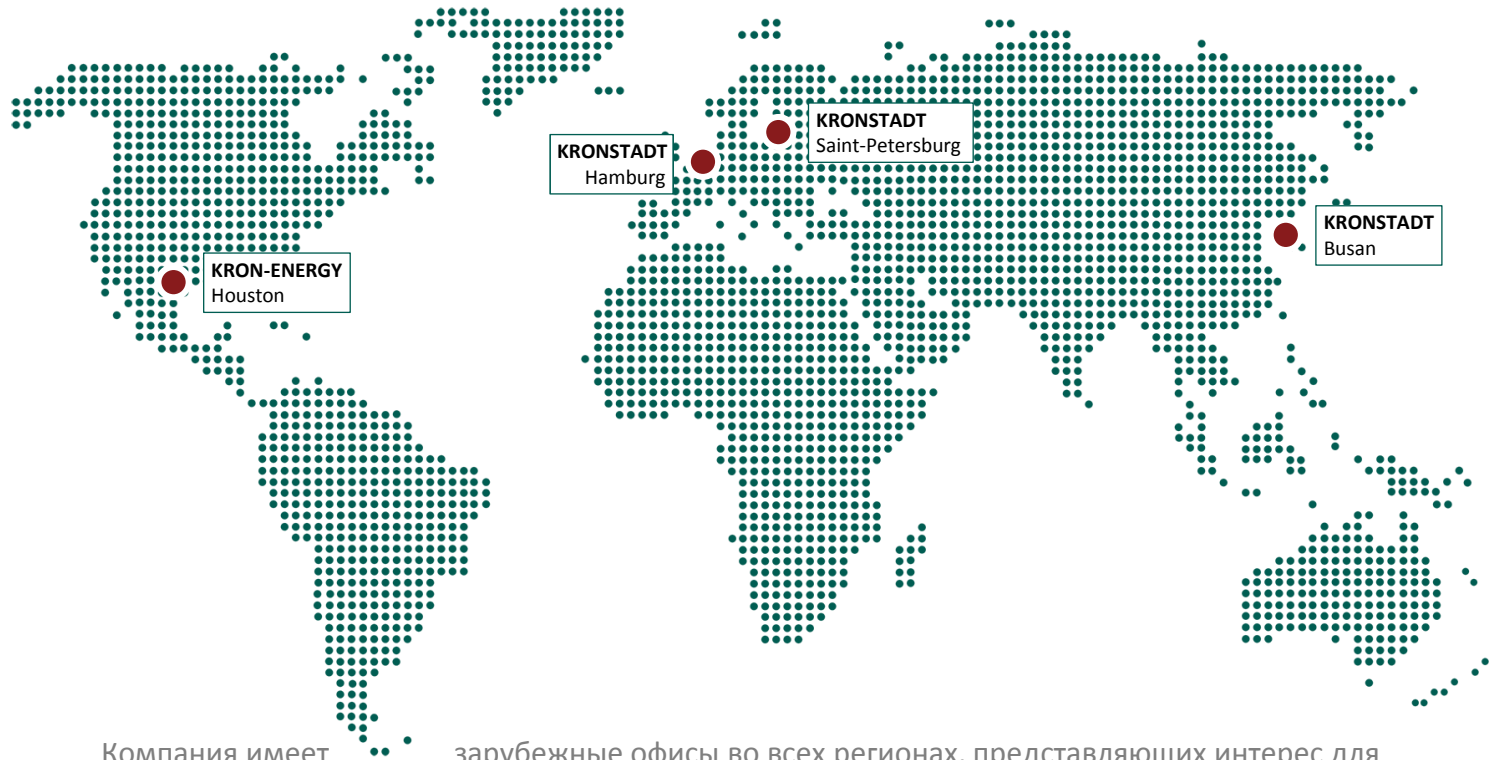 KRONSTADT
Saint-Petersburg
KRONSTADT
Hamburg
KRONSTADT
Busan
KRON-ENERGY
Houston
Компания имеет зарубежные офисы во всех регионах, представляющих интерес для